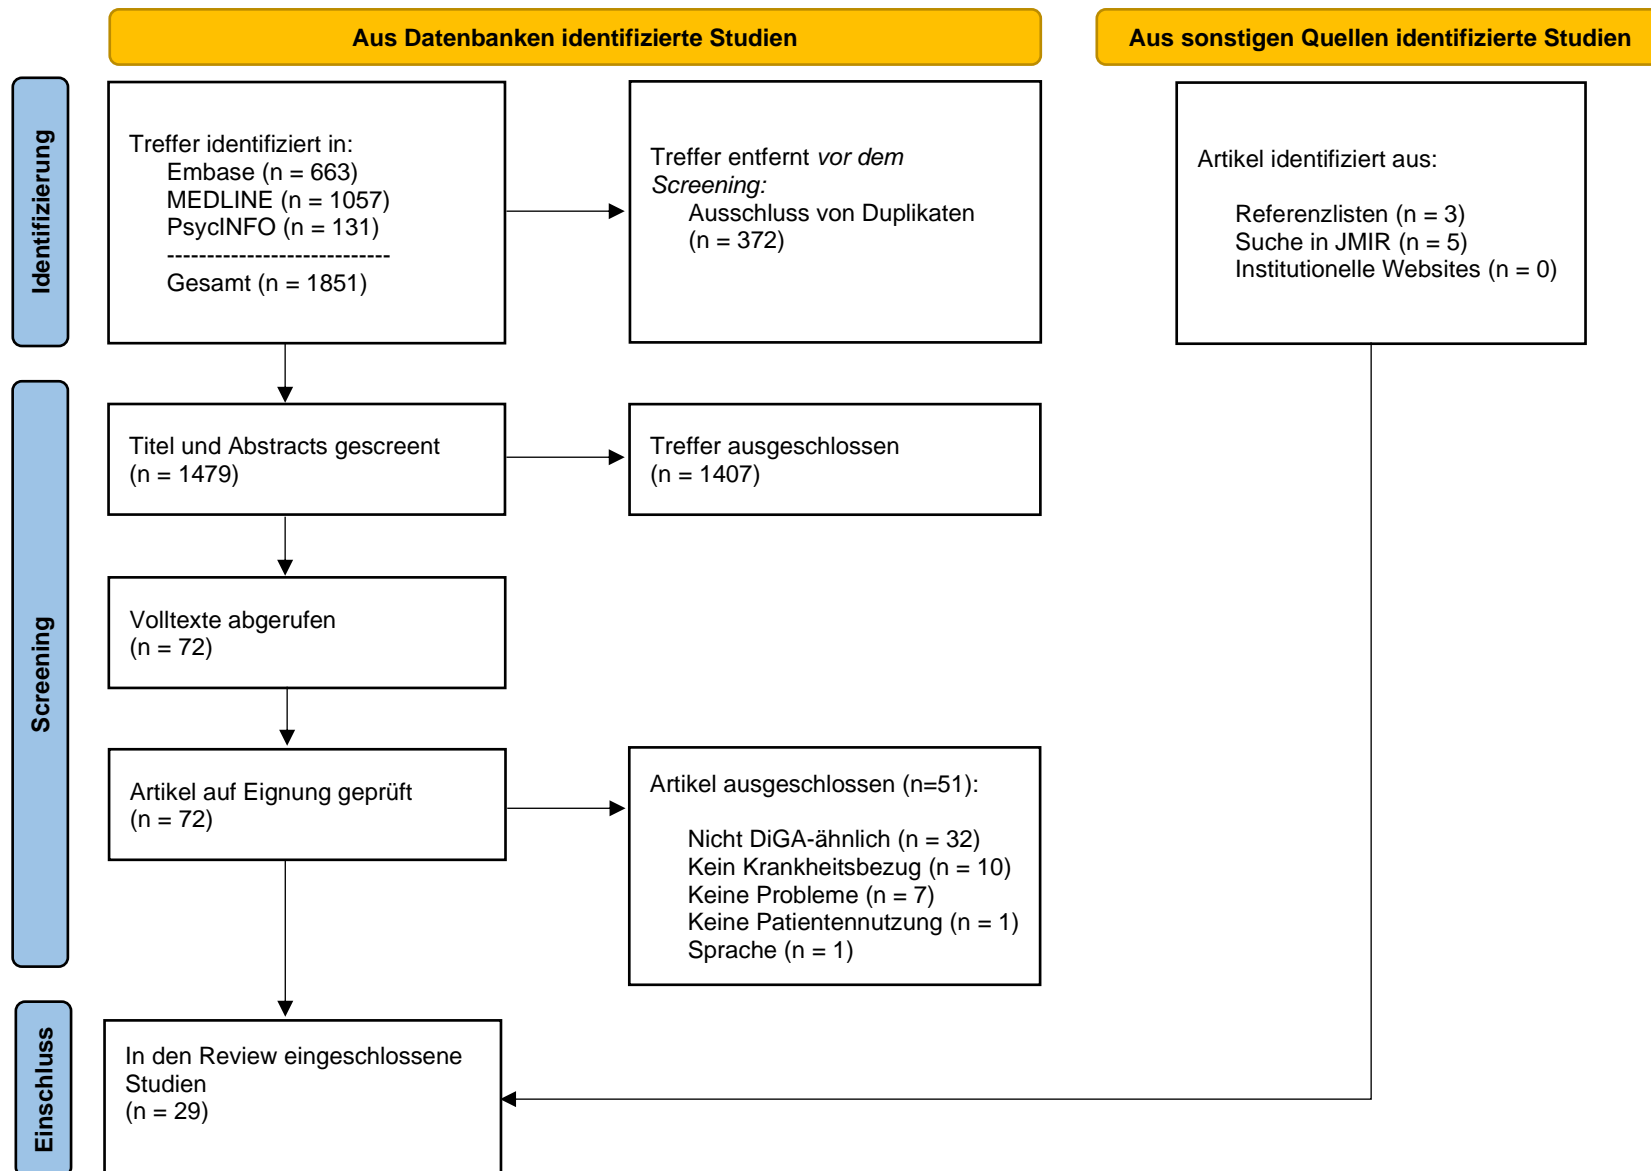 Aus Datenbanken identifizierte Studien
Aus sonstigen Quellen identifizierte Studien
Identifizierung
Treffer identifiziert in:
Embase (n = 663)
MEDLINE (n = 1057)
PsycINFO (n = 131)
----------------------------
Gesamt (n = 1851)
Treffer entfernt vor dem
Screening:
Ausschluss von Duplikaten
(n = 372)
Artikel identifiziert aus:
Referenzlisten (n = 3)
Suche in JMIR (n = 5)
Institutionelle Websites (n = 0)
Screening
Titel und Abstracts gescreent
(n = 1479)
Treffer ausgeschlossen
(n = 1407)
Volltexte abgerufen
(n = 72)
Artikel auf Eignung geprüft
(n = 72)
Artikel ausgeschlossen (n=51):
Nicht DiGA-ähnlich (n = 32)
Kein Krankheitsbezug (n = 10)
Keine Probleme (n = 7)
Keine Patientennutzung (n = 1)
Sprache (n = 1)
Einschluss
In den Review eingeschlossene
Studien
(n = 29)